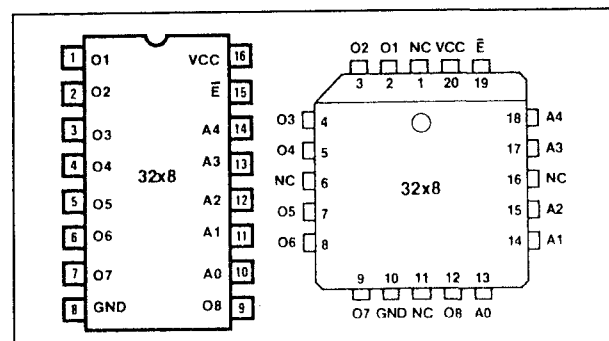 1 O1 VCC 16
2 O2 E̅ 15
3 O3 A4 14
4 O4 A3 13
32x8
5 O5 A2 12
6 O6 A1 11
7 O7 A0 10
8 GND O8 9
O2 O1 NC VCC E̅
3 2 1 20 19
O3 4 18 A4
O4 5 17 A3
NC 6 32x8 16 NC
O5 7 15 A2
O6 8 14 A1
9 10 11 12 13
O7 GND NC O8 A0